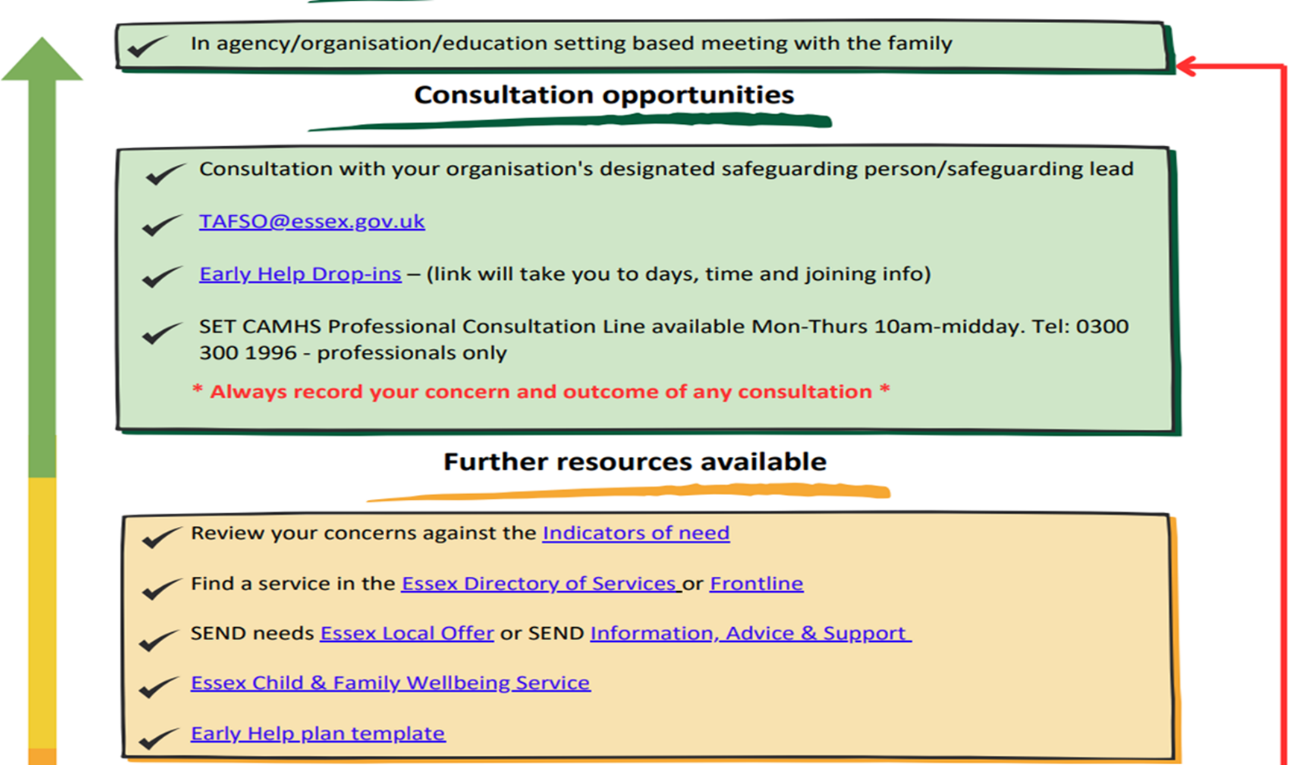 In agency/organisation/education setting based meeting with the family
Consultation opportunities
Consultation with your organisation's designated safeguarding person/safeguarding lead
TAFSO@essex.gov.uk
Early Help Drop-ins – (link will take you to days, time and joining info)
SET CAMHS Professional Consultation Line available Mon-Thurs 10am-midday. Tel: 0300
300 1996 - professionals only
* Always record your concern and outcome of any consultation *
Further resources available
Review your concerns against the Indicators of need
Find a service in the Essex Directory of Services or Frontline
SEND needs Essex Local Offer or SEND Information, Advice & Support
Essex Child & Family Wellbeing Service
Early Help plan template